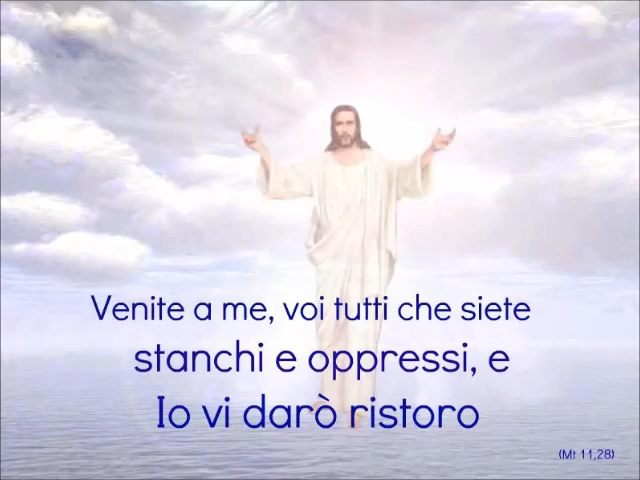 Venite a me, voi tutti che siete
stanchi e oppressi, e
Io vi darò ristoro
(Mt 11,28)